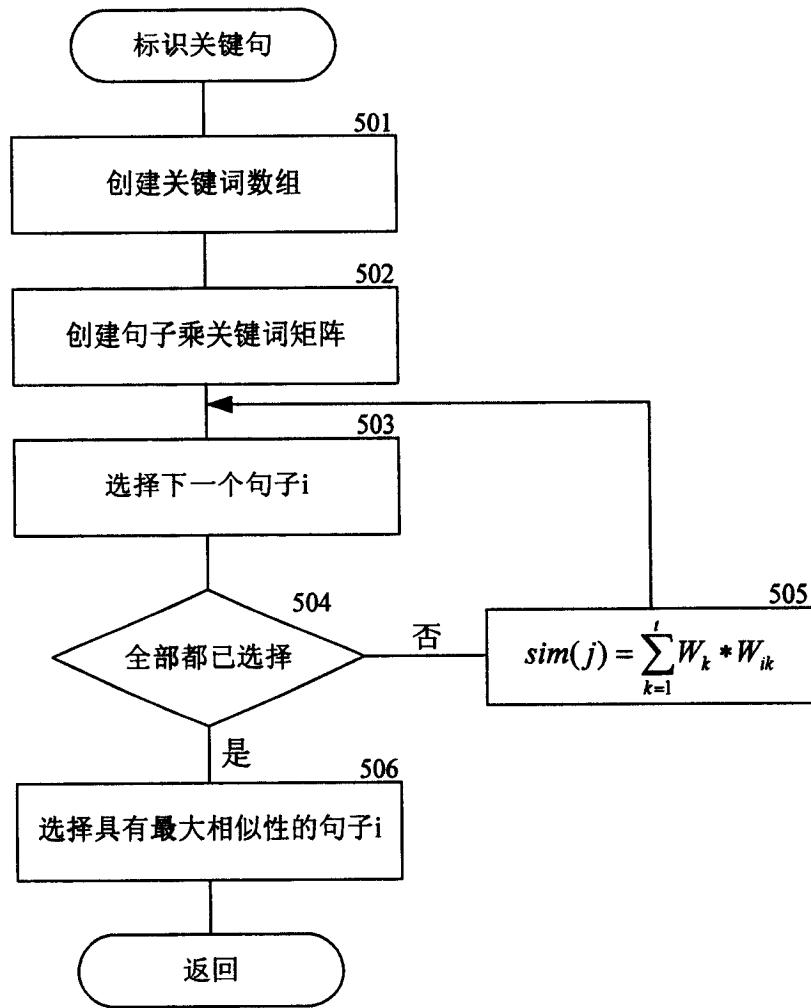 标识关键句
501
创建关键词数组
502
创建句子乘关键词矩阵
503
选择下一个句子i
504
全部都已选择
否
505
sim(j) = \sum_{k=1}^{t} W_k * W_{ik}
是
506
选择具有最大相似性的句子i
返回